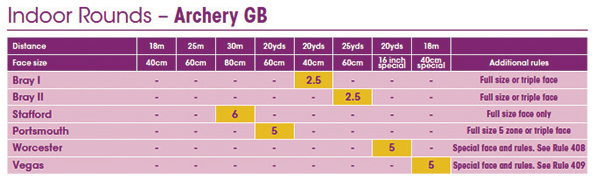 Indoor Rounds – Archery GB
Distance 18m 25m 30m 20yds 20yds 25yds 20yds 18m
Face size 40cm 60cm 80cm 60cm 40cm 60cm 16 inch special 40cm special Additional rules
Bray I - - - - 2.5 - - - Full size or triple face
Bray II - - - - - 2.5 - - Full size or triple face
Stafford - - 6 - - - - - Full size face only
Portsmouth - - - 5 - - - - Full size 5 zone or triple face
Worcester - - - - - - 5 - Special face and rules. See Rule 408
Vegas - - - - - - - 5 Special face and rules. See Rule 409